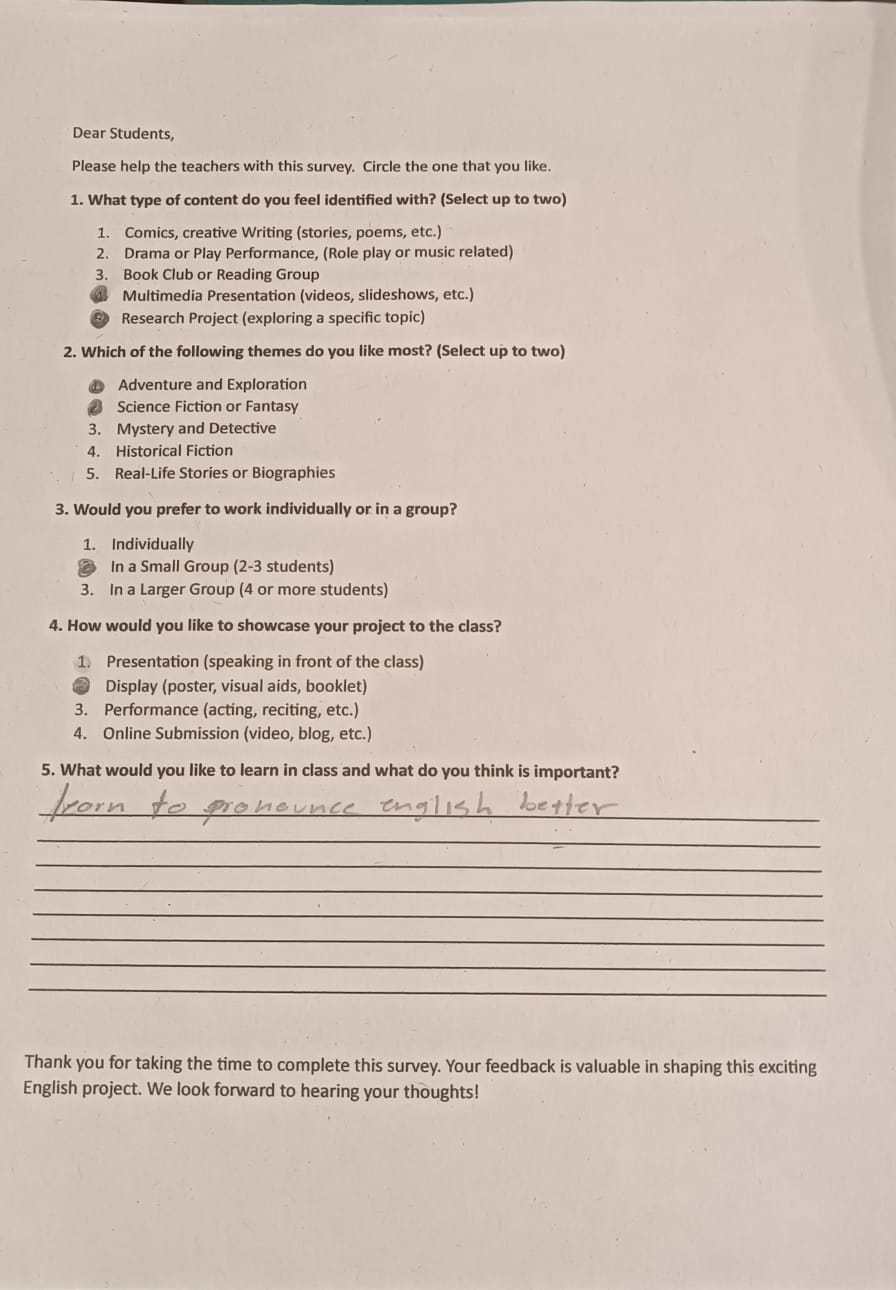 Dear Students,
Please help the teachers with this survey. Circle the one that you like.
1. What type of content do you feel identified with? (Select up to two)
1. Comics, creative Writing (stories, poems, etc.)
2. Drama or Play Performance, (Role play or music related)
3. Book Club or Reading Group
4. Multimedia Presentation (videos, slideshows, etc.)
5. Research Project (exploring a specific topic)
2. Which of the following themes do you like most? (Select up to two)
1. Adventure and Exploration
2. Science Fiction or Fantasy
3. Mystery and Detective
4. Historical Fiction
5. Real-Life Stories or Biographies
3. Would you prefer to work individually or in a group?
1. Individually
2. In a Small Group (2-3 students)
3. In a Larger Group (4 or more students)
4. How would you like to showcase your project to the class?
1. Presentation (speaking in front of the class)
2. Display (poster, visual aids, booklet)
3. Performance (acting, reciting, etc.)
4. Online Submission (video, blog, etc.)
5. What would you like to learn in class and what do you think is important?
learn to pronounce english better
Thank you for taking the time to complete this survey. Your feedback is valuable in shaping this exciting
English project. We look forward to hearing your thoughts!